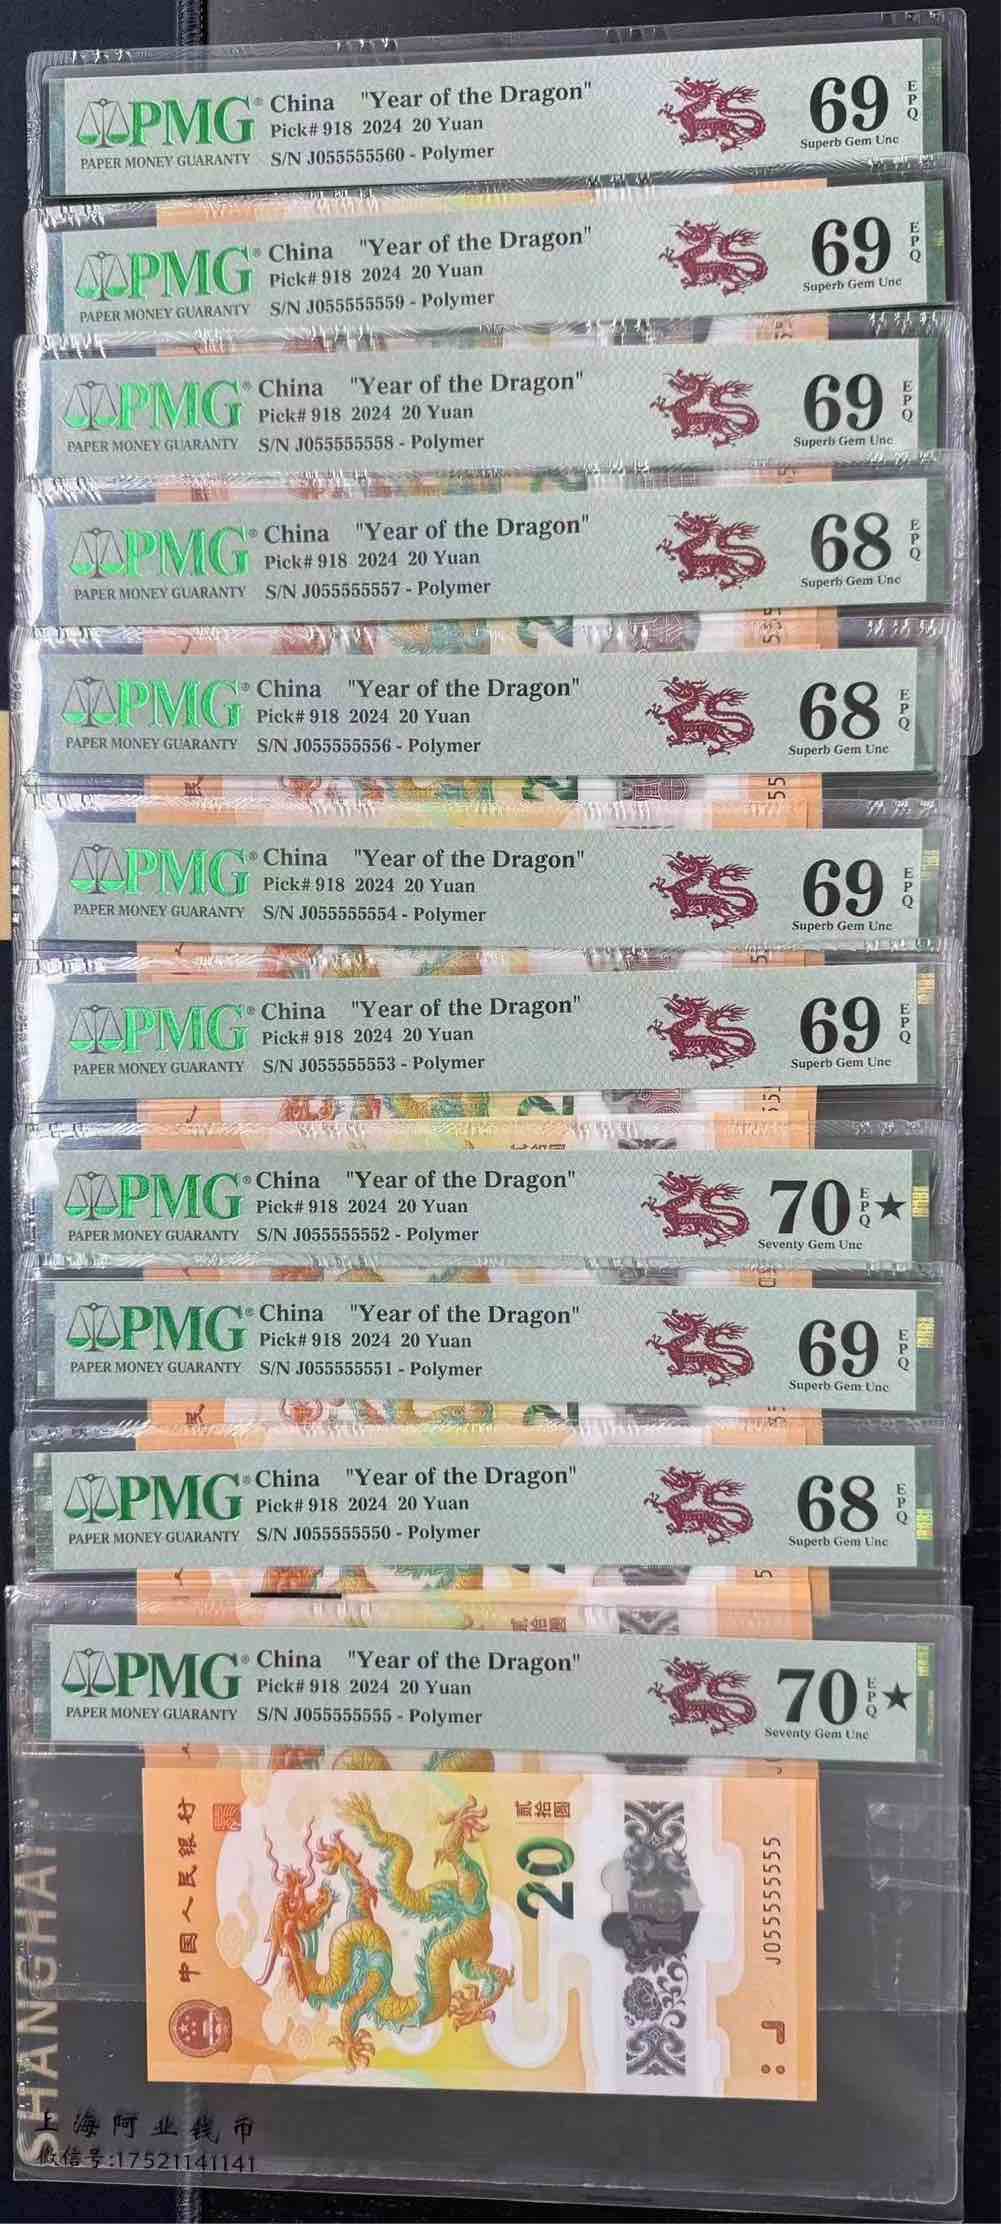 PMG® China "Year of the Dragon" 69 EPQ
Pick# 918 2024 20 Yuan
PAPER MONEY GUARANTY S/N J055555560 - Polymer Superb Gem Unc
PMG® China "Year of the Dragon" 69 EPQ
Pick# 918 2024 20 Yuan
PAPER MONEY GUARANTY S/N J055555559 - Polymer Superb Gem Unc
PMG® China "Year of the Dragon" 69 EPQ
Pick# 918 2024 20 Yuan
PAPER MONEY GUARANTY S/N J055555558 - Polymer Superb Gem Unc
PMG® China "Year of the Dragon" 68 EPQ
Pick# 918 2024 20 Yuan
PAPER MONEY GUARANTY S/N J055555557 - Polymer Superb Gem Unc
PMG® China "Year of the Dragon" 68 EPQ
Pick# 918 2024 20 Yuan
PAPER MONEY GUARANTY S/N J055555556 - Polymer Superb Gem Unc
PMG® China "Year of the Dragon" 69 EPQ
Pick# 918 2024 20 Yuan
PAPER MONEY GUARANTY S/N J055555554 - Polymer Superb Gem Unc
PMG® China "Year of the Dragon" 69 EPQ
Pick# 918 2024 20 Yuan
PAPER MONEY GUARANTY S/N J055555553 - Polymer Superb Gem Unc
PMG® China "Year of the Dragon" 70 EPQ ★
Pick# 918 2024 20 Yuan
PAPER MONEY GUARANTY S/N J055555552 - Polymer Seventy Gem Unc
PMG® China "Year of the Dragon" 69 EPQ
Pick# 918 2024 20 Yuan
PAPER MONEY GUARANTY S/N J055555551 - Polymer Superb Gem Unc
PMG® China "Year of the Dragon" 68 EPQ
Pick# 918 2024 20 Yuan
PAPER MONEY GUARANTY S/N J055555550 - Polymer Superb Gem Unc
PMG® China "Year of the Dragon" 70 EPQ ★
Pick# 918 2024 20 Yuan
PAPER MONEY GUARANTY S/N J055555555 - Polymer Seventy Gem Unc
中国人民银行
贰拾圆
20
J055555555
SHANGHAI
上海阿业钱币
微信号:17521141141